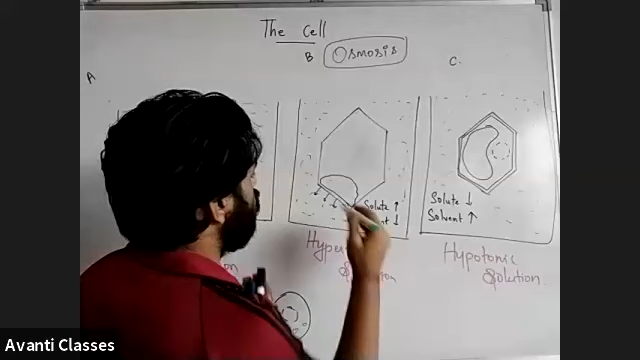 The Cell
A
B
Osmosis
C.
Solute ↑
↓
Solute ↓
Solvent ↑
Hypotonic
Solution
Avanti Classes